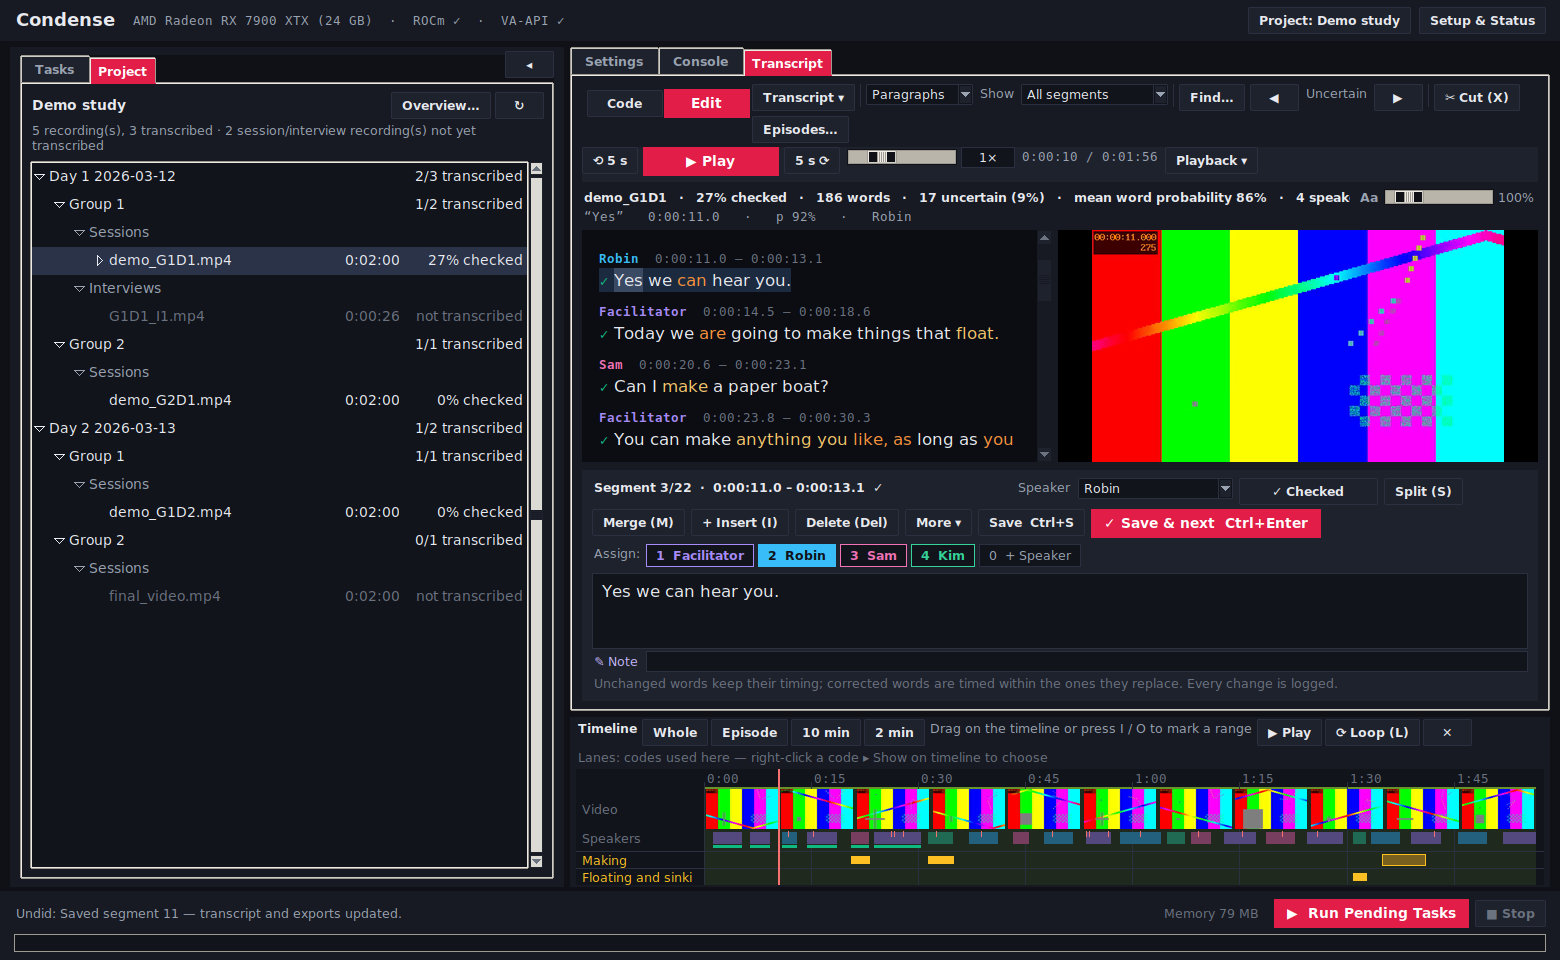 Condense AMD Radeon RX 7900 XTX (24 GB) · ROCm ✓ · VA-API ✓ Project: Demo study Setup & Status
Tasks Project ◂
Demo study Overview… ↻
5 recording(s), 3 transcribed · 2 session/interview recording(s) not yet
transcribed
Day 1 2026-03-12 2/3 transcribed
Group 1 1/2 transcribed
Sessions
demo_G1D1.mp4 0:02:00 27% checked
Interviews
G1D1_I1.mp4 0:00:26 not transcribed
Group 2 1/1 transcribed
Sessions
demo_G2D1.mp4 0:02:00 0% checked
Day 2 2026-03-13 1/2 transcribed
Group 1 1/1 transcribed
Sessions
demo_G1D2.mp4 0:02:00 0% checked
Group 2 0/1 transcribed
Sessions
final_video.mp4 0:02:00 not transcribed
Settings Console Transcript
Code Edit Transcript ▾ Paragraphs Show All segments Find… ◀ Uncertain ▶ ✂ Cut (X)
Episodes…
⟲ 5 s ▶ Play 5 s ⟳ 1× 0:00:10 / 0:01:56 Playback ▾
demo_G1D1 · 27% checked · 186 words · 17 uncertain (9%) · mean word probability 86% · 4 speak Aa 100%
“Yes” 0:00:11.0 · p 92% · Robin
Robin 0:00:11.0 — 0:00:13.1
✓ Yes we can hear you.
Facilitator 0:00:14.5 — 0:00:18.6
✓ Today we are going to make things that float.
Sam 0:00:20.6 — 0:00:23.1
✓ Can I make a paper boat?
Facilitator 0:00:23.8 — 0:00:30.3
✓ You can make anything you like, as long as you
00:00:11.000
275
Segment 3/22 · 0:00:11.0 – 0:00:13.1 ✓ Speaker Robin ✓ Checked Split (S)
Merge (M) + Insert (I) Delete (Del) More ▾ Save Ctrl+S ✓ Save & next Ctrl+Enter
Assign: 1 Facilitator 2 Robin 3 Sam 4 Kim 0 + Speaker
Yes we can hear you.
✎ Note
Unchanged words keep their timing; corrected words are timed within the ones they replace. Every change is logged.
Timeline Whole Episode 10 min 2 min Drag on the timeline or press I / O to mark a range ▶ Play ⟳ Loop (L) ✕
Lanes: codes used here — right-click a code ▸ Show on timeline to choose
0:00 0:15 0:30 0:45 1:00 1:15 1:30 1:45
Video
Speakers
Making
Floating and sinki
Undid: Saved segment 11 — transcript and exports updated. Memory 79 MB ▶ Run Pending Tasks ■ Stop